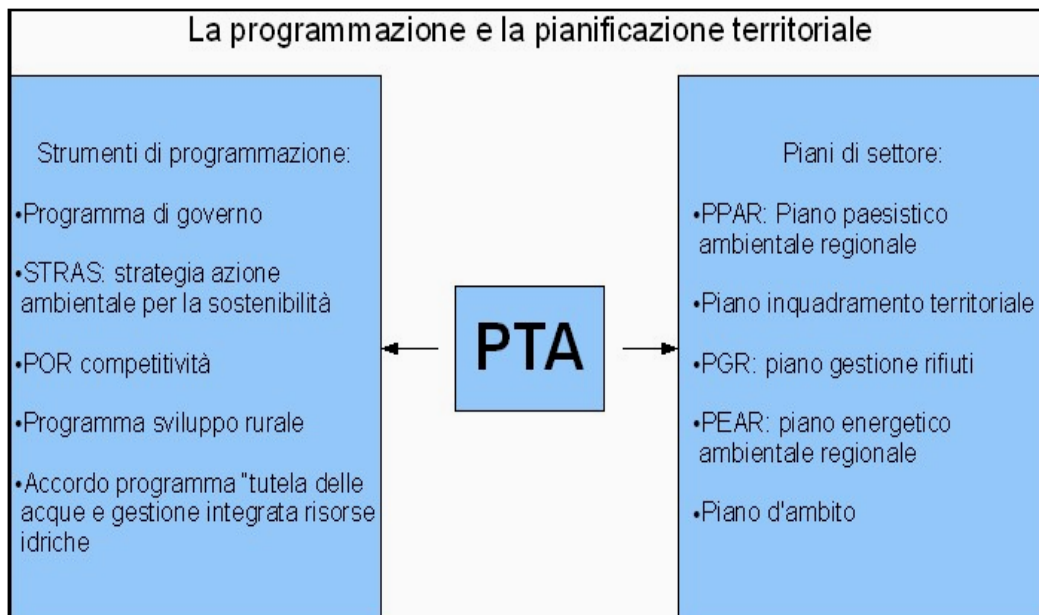 La programmazione e la pianificazione territoriale
Strumenti di programmazione:
•Programma di governo
•STRAS: strategia azione
ambientale per la sostenibilità
•POR competitività
•Programma sviluppo rurale
•Accordo programma "tutela delle
acque e gestione integrata risorse
idriche
PTA
Piani di settore:
•PPAR: Piano paesistico
ambientale regionale
•Piano inquadramento territoriale
•PGR: piano gestione rifiuti
•PEAR: piano energetico
ambientale regionale
•Piano d'ambito